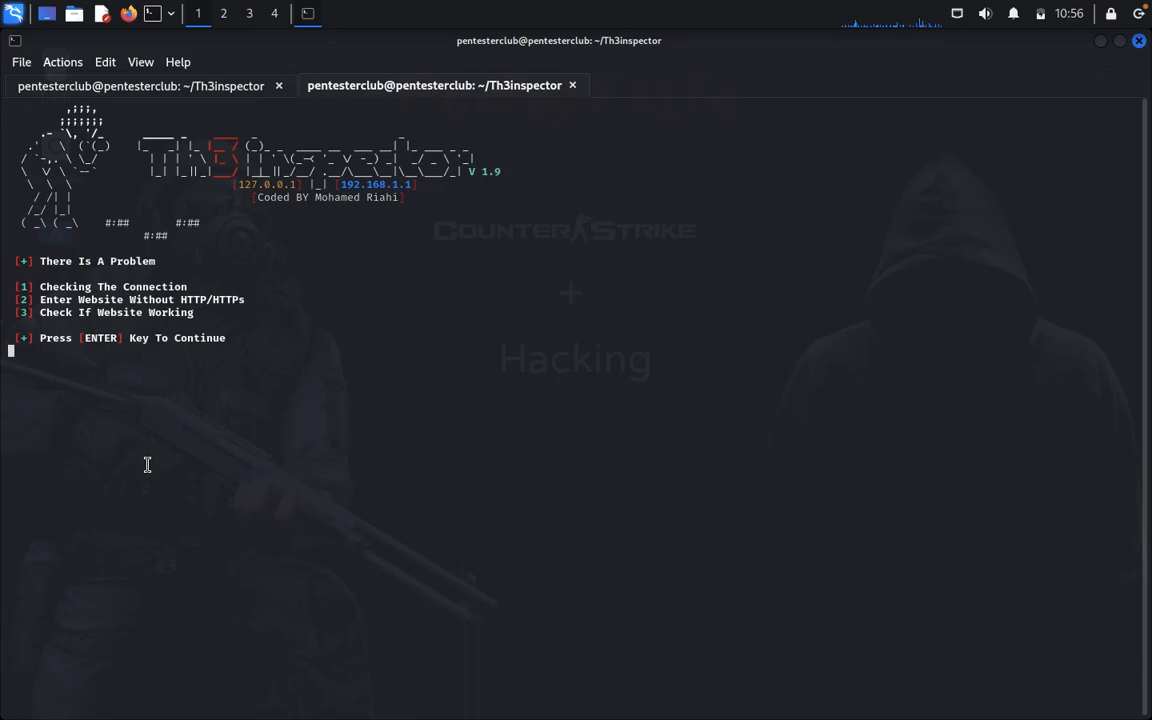 1 2 3 4
10:56
pentesterclub@pentesterclub: ~/Th3inspector
File Actions Edit View Help
pentesterclub@pentesterclub: ~/Th3inspector × pentesterclub@pentesterclub: ~/Th3inspector ×
Th3inspector V 1.9
[127.0.0.1] |_| [192.168.1.1]
[Coded BY Mohamed Riahi]
#:## #:##
#:##
COUNTER STRIKE
[+] There Is A Problem
[1] Checking The Connection
+
[2] Enter Website Without HTTP/HTTPs
[3] Check If Website Working
[+] Press [ENTER] Key To Continue
Hacking